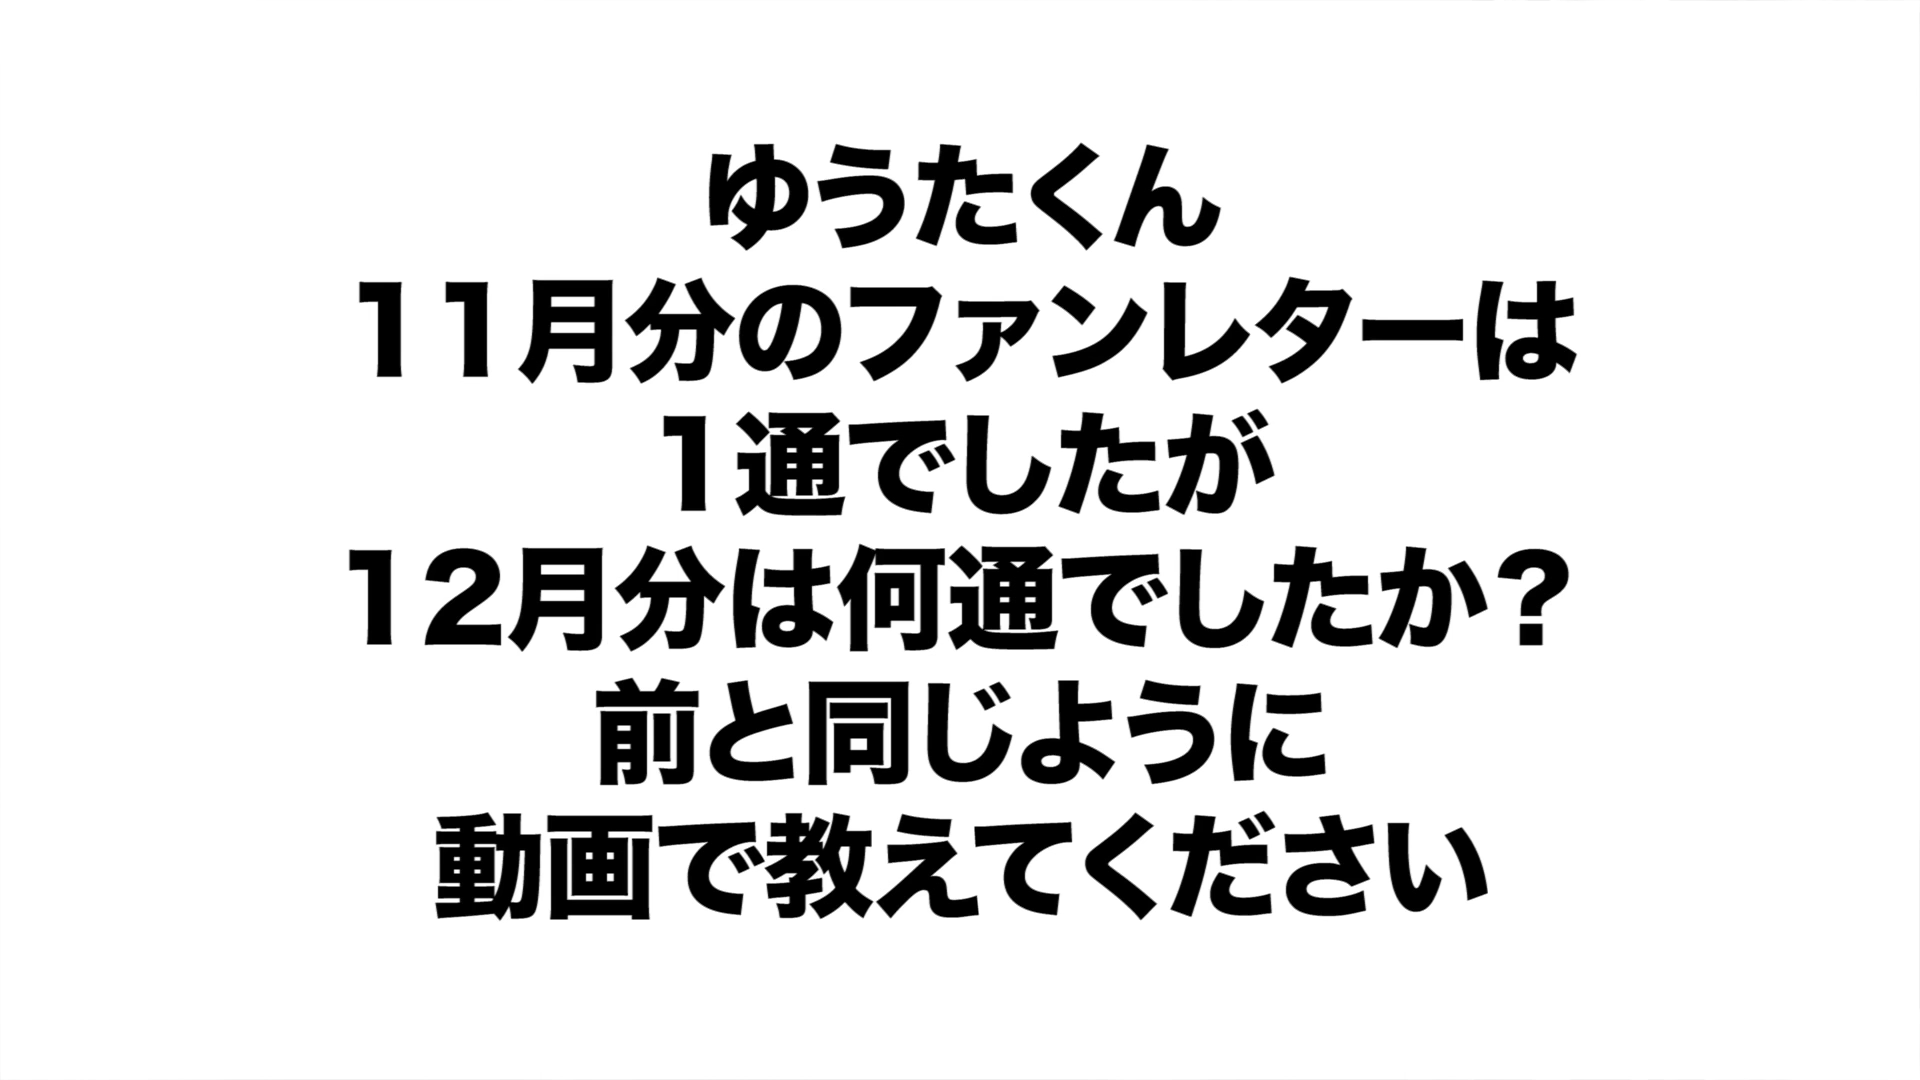 ゆうたくん
11月分のファンレターは
1通でしたが
12月分は何通でしたか？
前と同じように
動画で教えてください